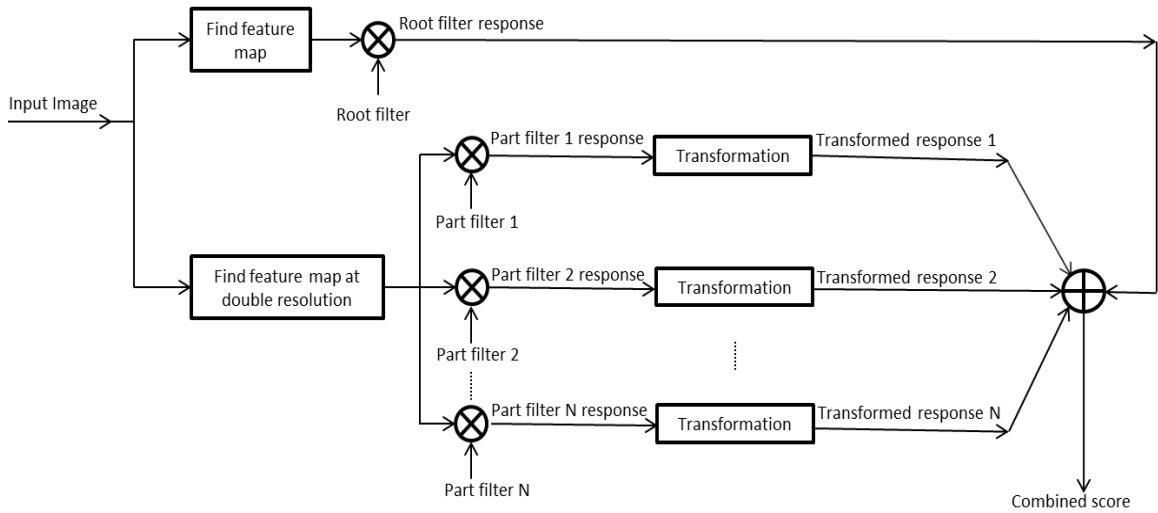 Find feature
map
Root filter response
Input Image
Root filter
Part filter 1 response
Transformation
Transformed response 1
Part filter 1
Find feature map at
double resolution
Part filter 2 response
Transformation
Transformed response 2
Part filter 2
Part filter N response
Transformation
Transformed response N
Part filter N
Combined score